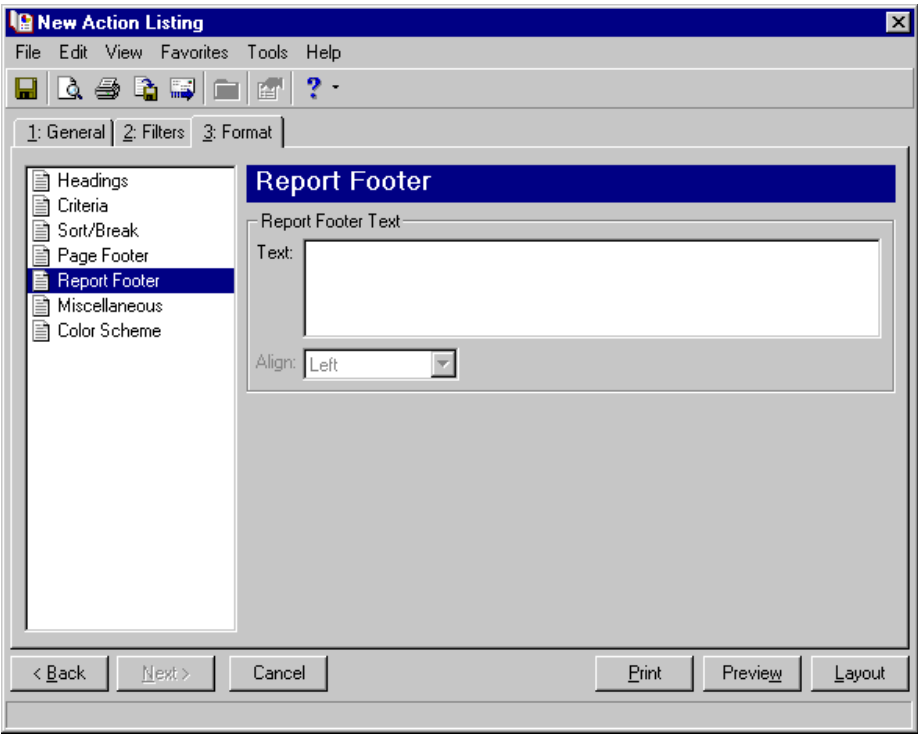 New Action Listing
File Edit View Favorites Tools Help
?
1: General 2: Filters 3: Format
Headings
Criteria
Sort/Break
Page Footer
Report Footer
Miscellaneous
Color Scheme
Report Footer
Report Footer Text
Text:
Align: Left
< Back Next > Cancel Print Preview Layout